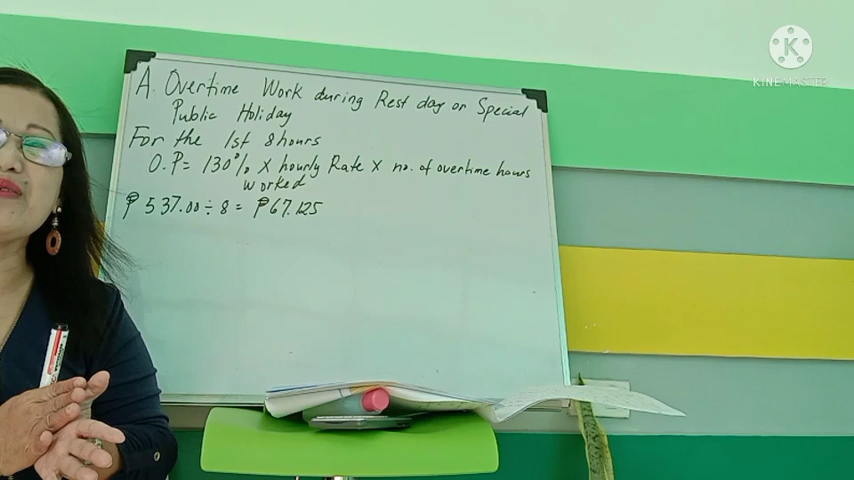 A. Overtime Work during Rest day or Special
Public Holiday
For the 1st 8 hours
O.P = 130% X hourly Rate X no. of overtime hours
worked
₱ 537.00 ÷ 8 = ₱ 67.125
K
KINEMASTER